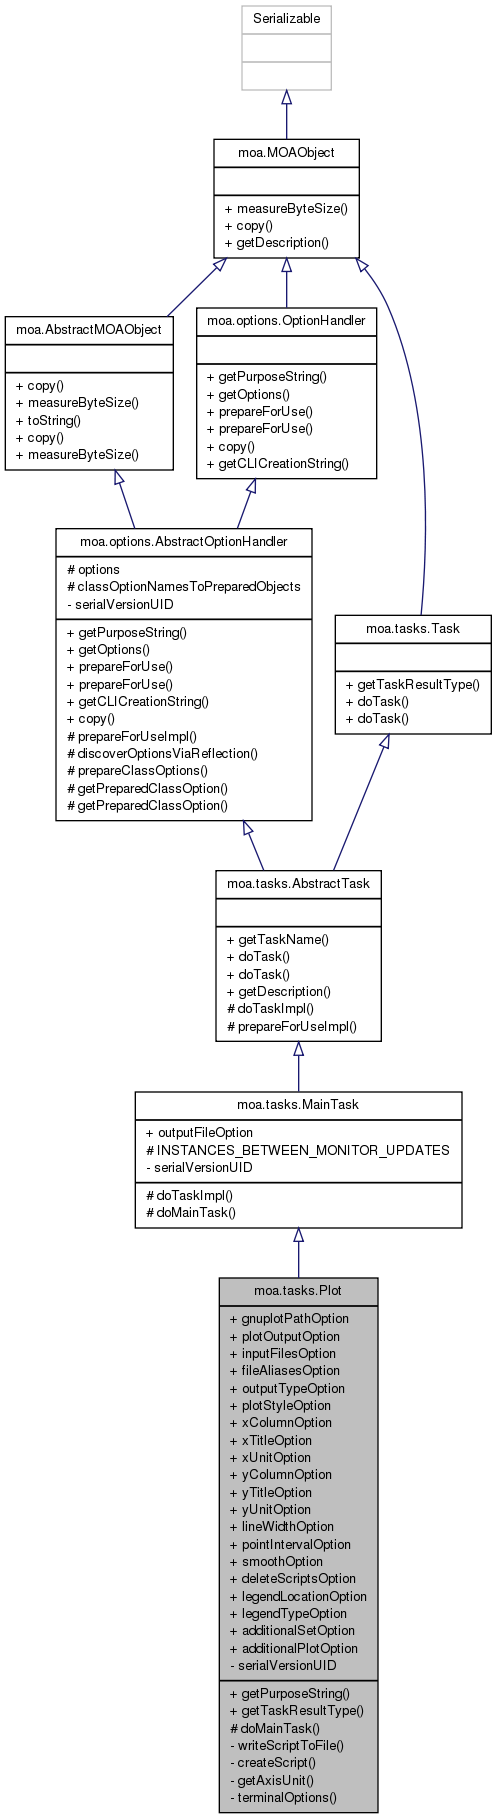 Serializable
moa.MOAObject
+ measureByteSize()
+ copy()
+ getDescription()
moa.AbstractMOAObject
+ copy()
+ measureByteSize()
+ toString()
+ copy()
+ measureByteSize()
moa.options.OptionHandler
+ getPurposeString()
+ getOptions()
+ prepareForUse()
+ prepareForUse()
+ copy()
+ getCLICreationString()
moa.options.AbstractOptionHandler
# options
# classOptionNamesToPreparedObjects
- serialVersionUID
+ getPurposeString()
+ getOptions()
+ prepareForUse()
+ prepareForUse()
+ getCLICreationString()
+ copy()
# prepareForUseImpl()
# discoverOptionsViaReflection()
# prepareClassOptions()
# getPreparedClassOption()
# getPreparedClassOption()
moa.tasks.Task
+ getTaskResultType()
+ doTask()
+ doTask()
moa.tasks.AbstractTask
+ getTaskName()
+ doTask()
+ doTask()
+ getDescription()
# doTaskImpl()
# prepareForUseImpl()
moa.tasks.MainTask
+ outputFileOption
# INSTANCES_BETWEEN_MONITOR_UPDATES
- serialVersionUID
# doTaskImpl()
# doMainTask()
moa.tasks.Plot
+ gnuplotPathOption
+ plotOutputOption
+ inputFilesOption
+ fileAliasesOption
+ outputTypeOption
+ plotStyleOption
+ xColumnOption
+ xTitleOption
+ xUnitOption
+ yColumnOption
+ yTitleOption
+ yUnitOption
+ lineWidthOption
+ pointIntervalOption
+ smoothOption
+ deleteScriptsOption
+ legendLocationOption
+ legendTypeOption
+ additionalSetOption
+ additionalPlotOption
- serialVersionUID
+ getPurposeString()
+ getTaskResultType()
# doMainTask()
- writeScriptToFile()
- createScript()
- getAxisUnit()
- terminalOptions()